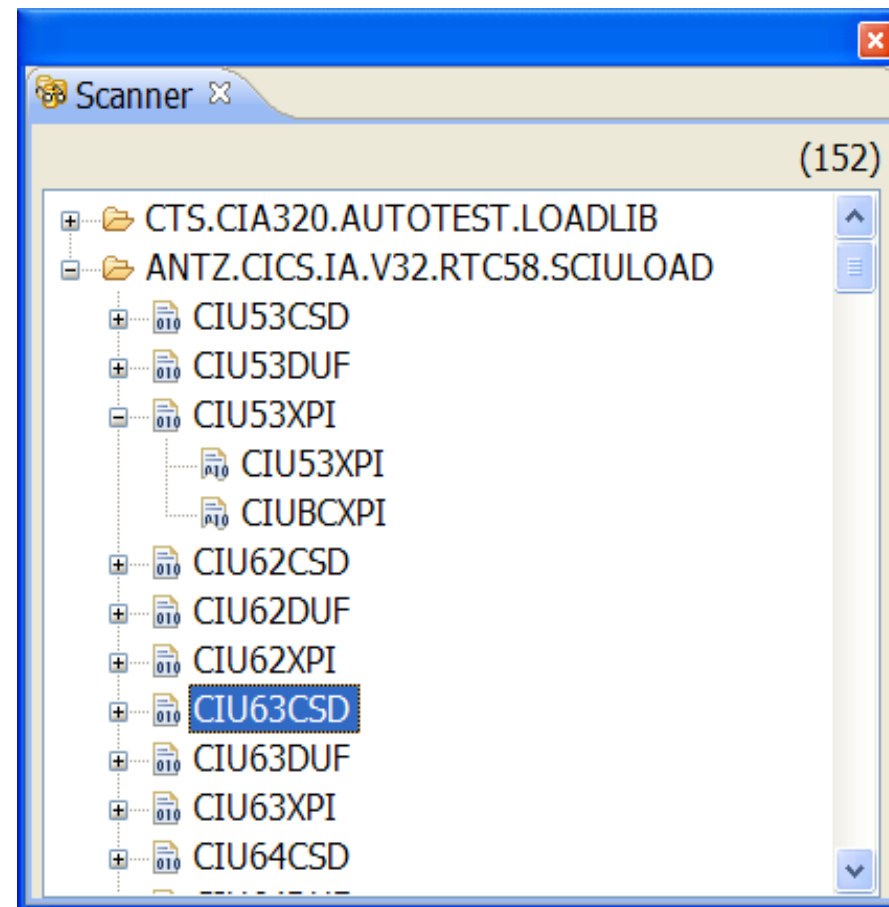 Scanner
(152)
CTS.CIA320.AUTOTEST.LOADLIB
ANTZ.CICS.IA.V32.RTC58.SCIULOAD
CIU53CSD
CIU53DUF
CIU53XPI
CIU53XPI
CIUBCXPI
CIU62CSD
CIU62DUF
CIU62XPI
CIU63CSD
CIU63DUF
CIU63XPI
CIU64CSD